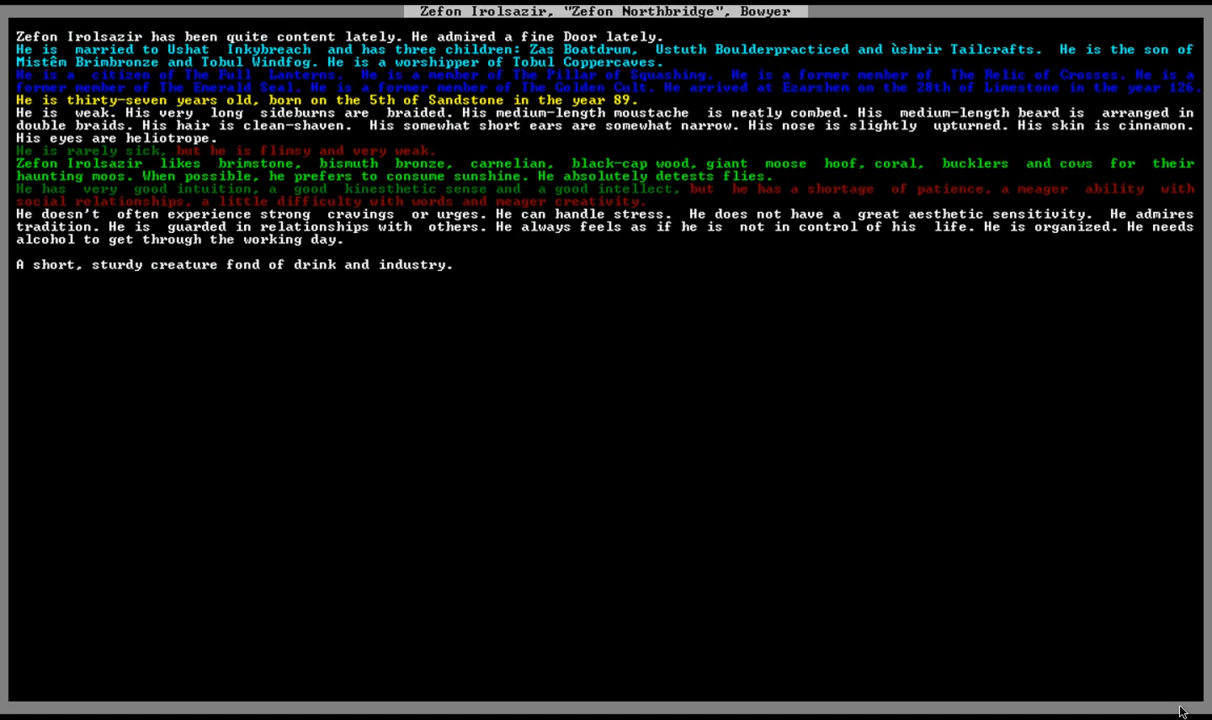 Zefon Irolsazir, "Zefon Northbridge", Bowyer
Zefon Irolsazir has been quite content lately. He admired a fine Door lately.
He is married to Ushat Inkybreach and has three children: Zas Boatdrum, Ustuth Boulderpracticed and ùshrir Tailcrafts. He is the son of
Mistêm Brimbronze and Tobul Windfog. He is a worshipper of Tobul Coppercaves.
He is a citizen of The Full Lanterns. He is a member of The Pillar of Squashing. He is a former member of The Relic of Crosses. He is a
former member of The Emerald Seal. He is a former member of The Golden Cult. He arrived at Ezarshem on the 28th of Limestone in the year 126.
He is thirty-seven years old, born on the 5th of Sandstone in the year 89.
He is weak. His very long sideburns are braided. His medium-length moustache is neatly combed. His medium-length beard is arranged in
double braids. His hair is clean-shaven. His somewhat short ears are somewhat narrow. His nose is slightly upturned. His skin is cinnamon.
His eyes are heliotrope.
He is rarely sick, but he is flimsy and very weak.
Zefon Irolsazir likes brimstone, bismuth bronze, carnelian, black-cap wood, giant moose hoof, coral, bucklers and cows for their
haunting moos. When possible, he prefers to consume sunshine. He absolutely detests flies.
He has very good intuition, a good kinesthetic sense and a good intellect, but he has a shortage of patience, a meager ability with
social relationships, a little difficulty with words and meager creativity.
He doesn't often experience strong cravings or urges. He can handle stress. He does not have a great aesthetic sensitivity. He admires
tradition. He is guarded in relationships with others. He always feels as if he is not in control of his life. He is organized. He needs
alcohol to get through the working day.
A short, sturdy creature fond of drink and industry.